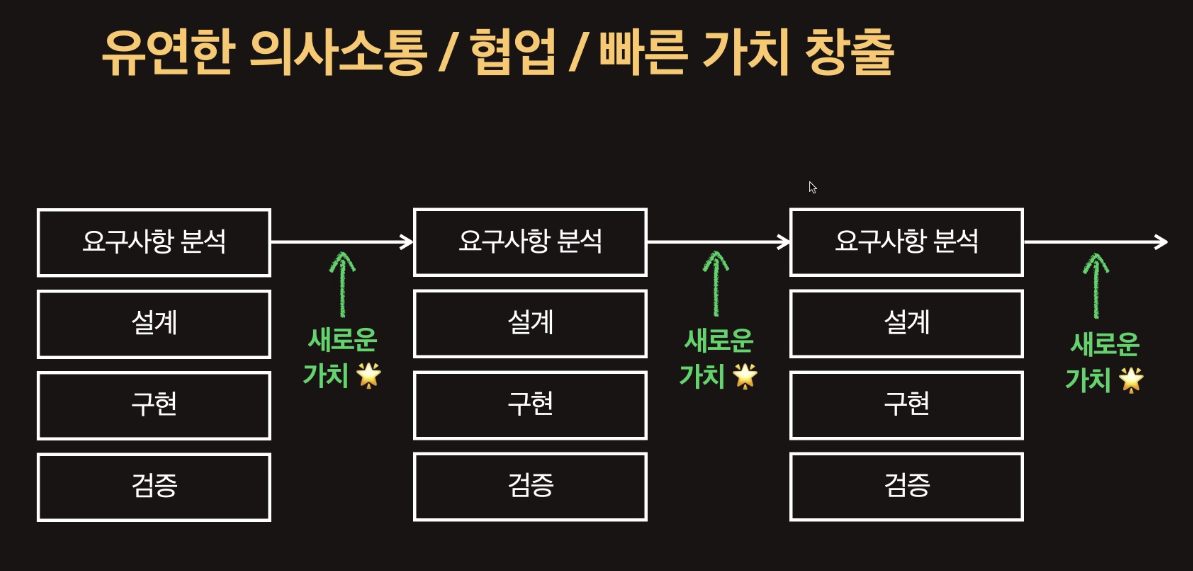 유연한 의사소통 / 협업 / 빠른 가치 창출
요구사항 분석
설계
구현
검증
새로운
가치 🌟
요구사항 분석
설계
구현
검증
새로운
가치 🌟
요구사항 분석
설계
구현
검증
새로운
가치 🌟